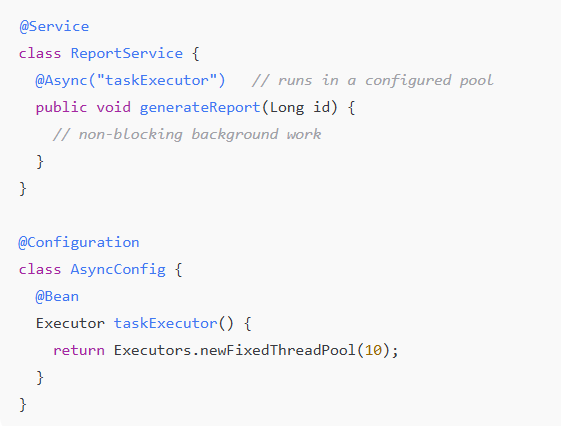 @Service
class ReportService {
  @Async("taskExecutor")   // runs in a configured pool
  public void generateReport(Long id) {
    // non-blocking background work
  }
}

@Configuration
class AsyncConfig {
  @Bean
  Executor taskExecutor() {
    return Executors.newFixedThreadPool(10);
  }
}